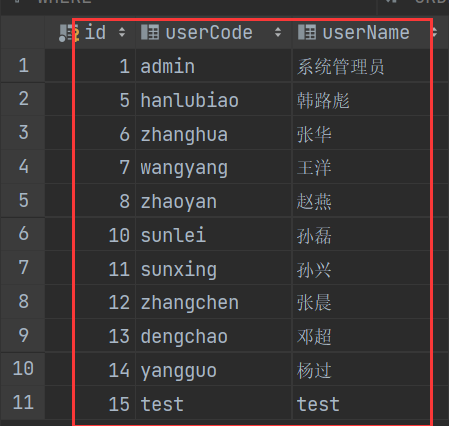 id userCode userName
1 1 admin 系统管理员
2 5 hanlubiao 韩路彪
3 6 zhanghua 张华
4 7 wangyang 王洋
5 8 zhaoyan 赵燕
6 10 sunlei 孙磊
7 11 sunxing 孙兴
8 12 zhangchen 张晨
9 13 dengchao 邓超
10 14 yangguo 杨过
11 15 test test